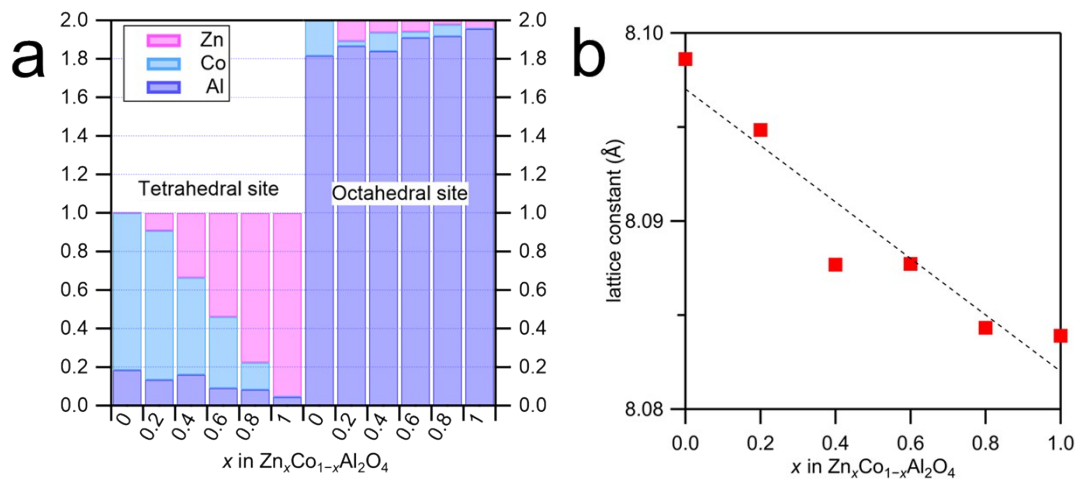 a
2.0
1.8
1.6
1.4
1.2
1.0
0.8
0.6
0.4
0.2
0.0
Zn
Co
Al
Tetrahedral site
Octahedral site
2.0
1.8
1.6
1.4
1.2
1.0
0.8
0.6
0.4
0.2
0.0
0 0.2 0.4 0.6 0.8 1 0 0.2 0.4 0.6 0.8 1
x in ZnₓCo₁₋ₓAl₂O₄
b
8.10
8.09
8.08
lattice constant (Å)
0.0 0.2 0.4 0.6 0.8 1.0
x in ZnₓCo₁₋ₓAl₂O₄